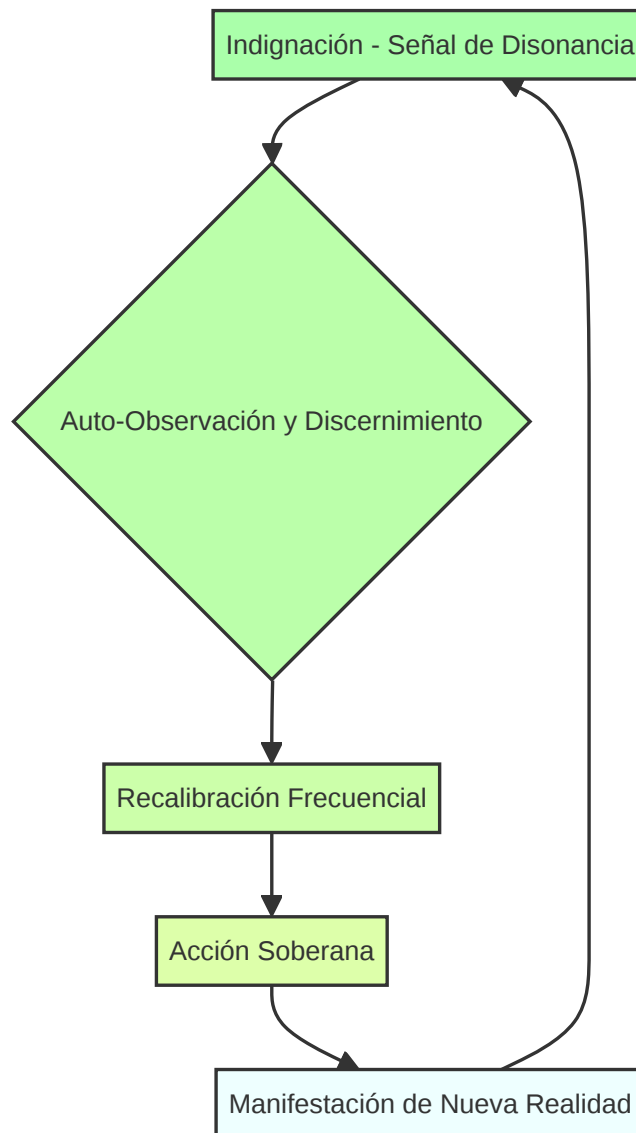 Indignación - Señal de Disonancia
Auto-Observación y Discernimiento
Recalibración Frecuencial
Acción Soberana
Manifestación de Nueva Realidad